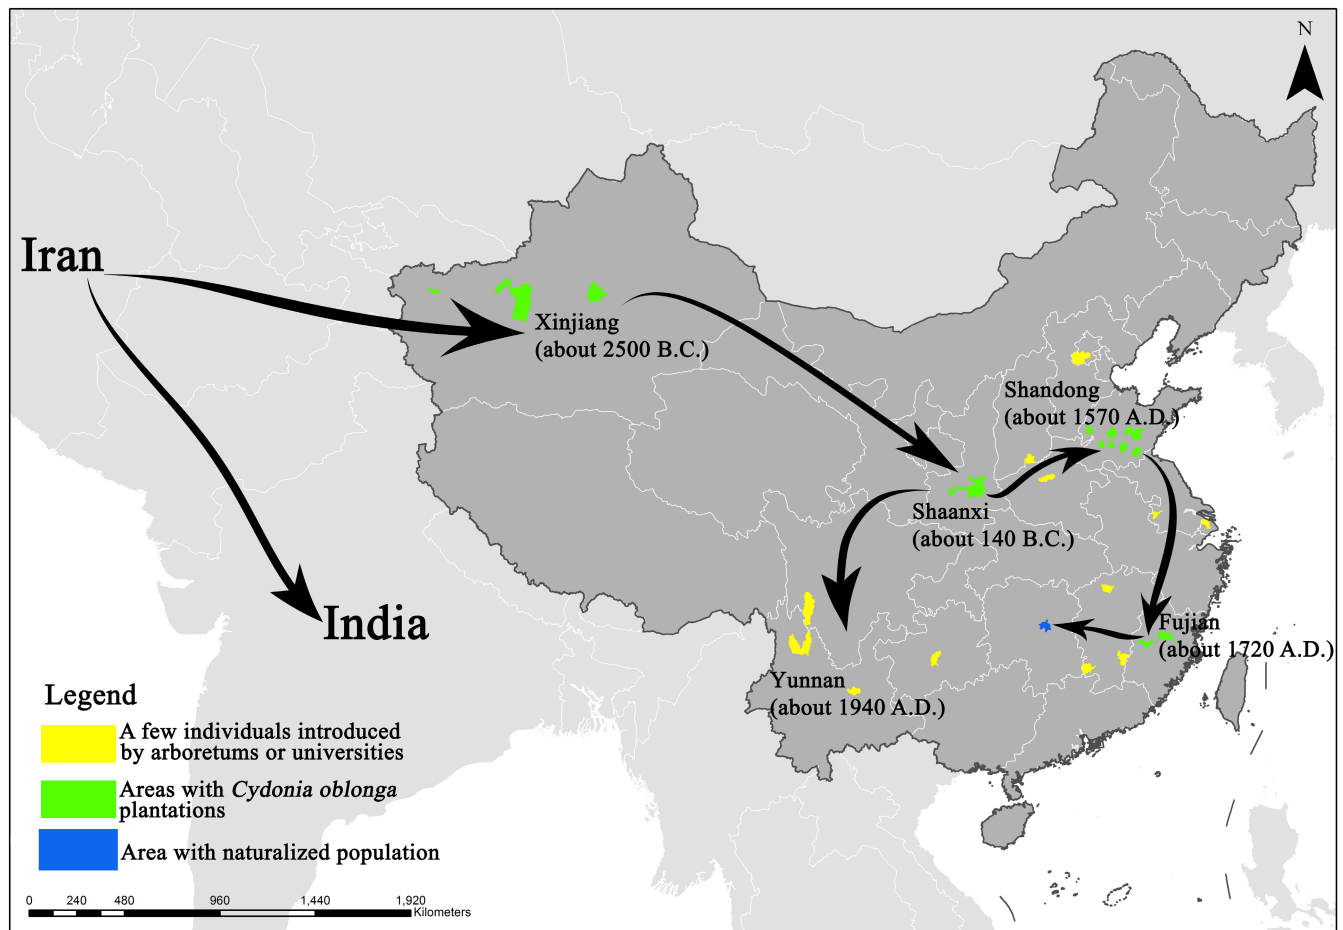 N
Iran
Xinjiang
(about 2500 B.C.)
Shandong
(about 1570 A.D.)
Shaanxi
(about 140 B.C.)
India
Fujian
(about 1720 A.D.)
Yunnan
(about 1940 A.D.)
Legend
A few individuals introduced
by arboretums or universities
Areas with Cydonia oblonga
plantations
Area with naturalized population
0 240 480 960 1,440 1,920
Kilometers